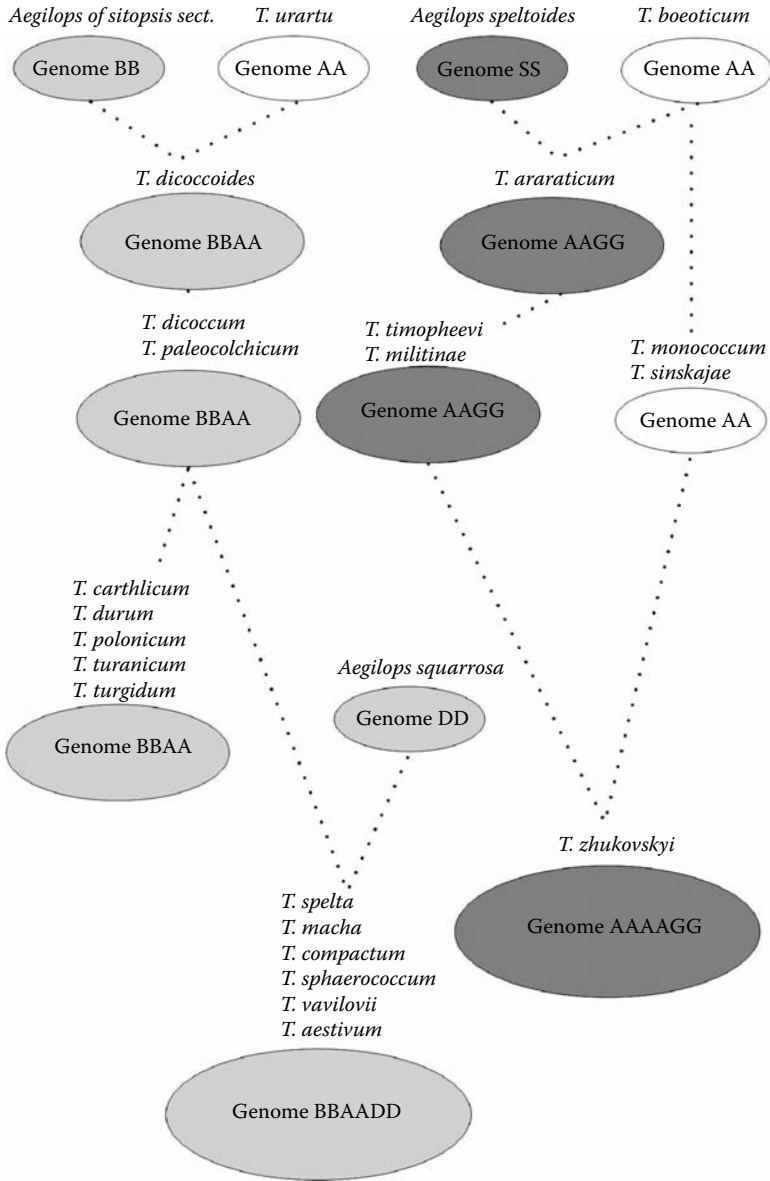 Aegilops of sitopsis sect.
T. urartu
Aegilops speltoides
T. boeoticum
Genome BB
Genome AA
Genome SS
Genome AA
T. dicoccoides
T. araraticum
Genome BBAA
Genome AAGG
T. dicoccum
T. paleocolchicum
T. timopheevi
T. militinae
T. monococcum
T. sinskajae
Genome BBAA
Genome AAGG
Genome AA
T. carthlicum
T. durum
T. polonicum
T. turanicum
T. turgidum
Genome BBAA
Aegilops squarrosa
Genome DD
T. zhukovskyi
Genome AAAAGG
T. spelta
T. macha
T. compactum
T. sphaerococcum
T. vavilovii
T. aestivum
Genome BBAADD